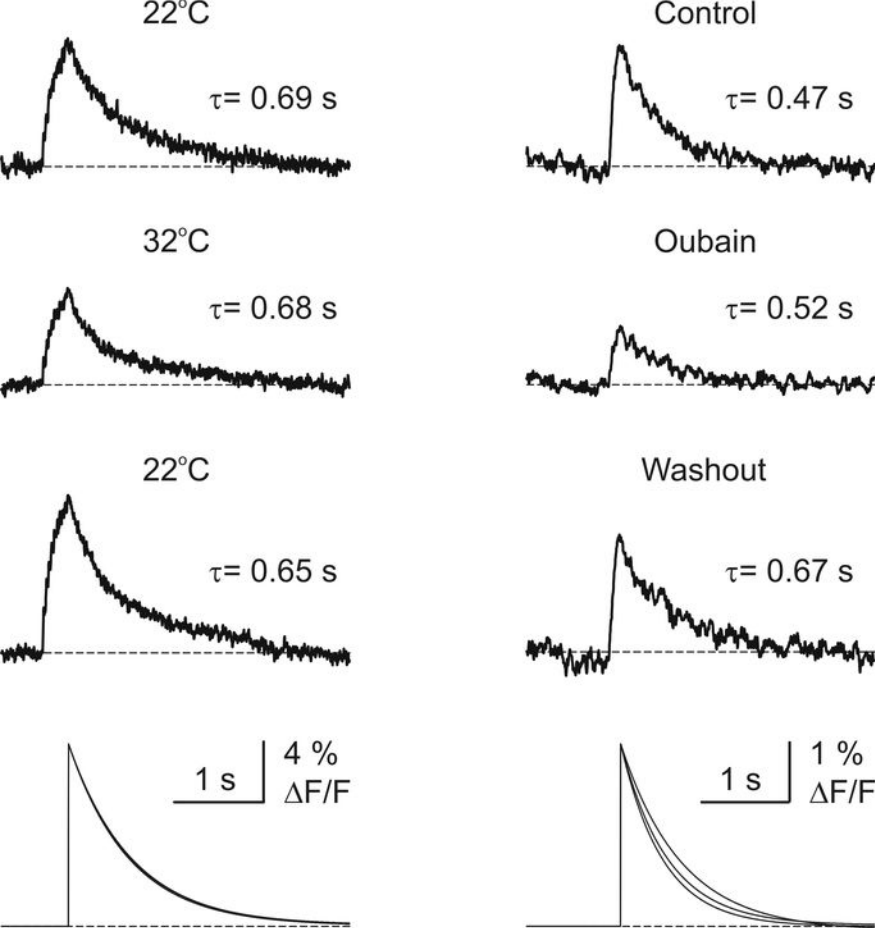 22°C
Control
τ= 0.69 s
τ= 0.47 s
32°C
Oubain
τ= 0.68 s
τ= 0.52 s
22°C
Washout
τ= 0.65 s
τ= 0.67 s
4 %
1 s
ΔF/F
1 %
1 s
ΔF/F